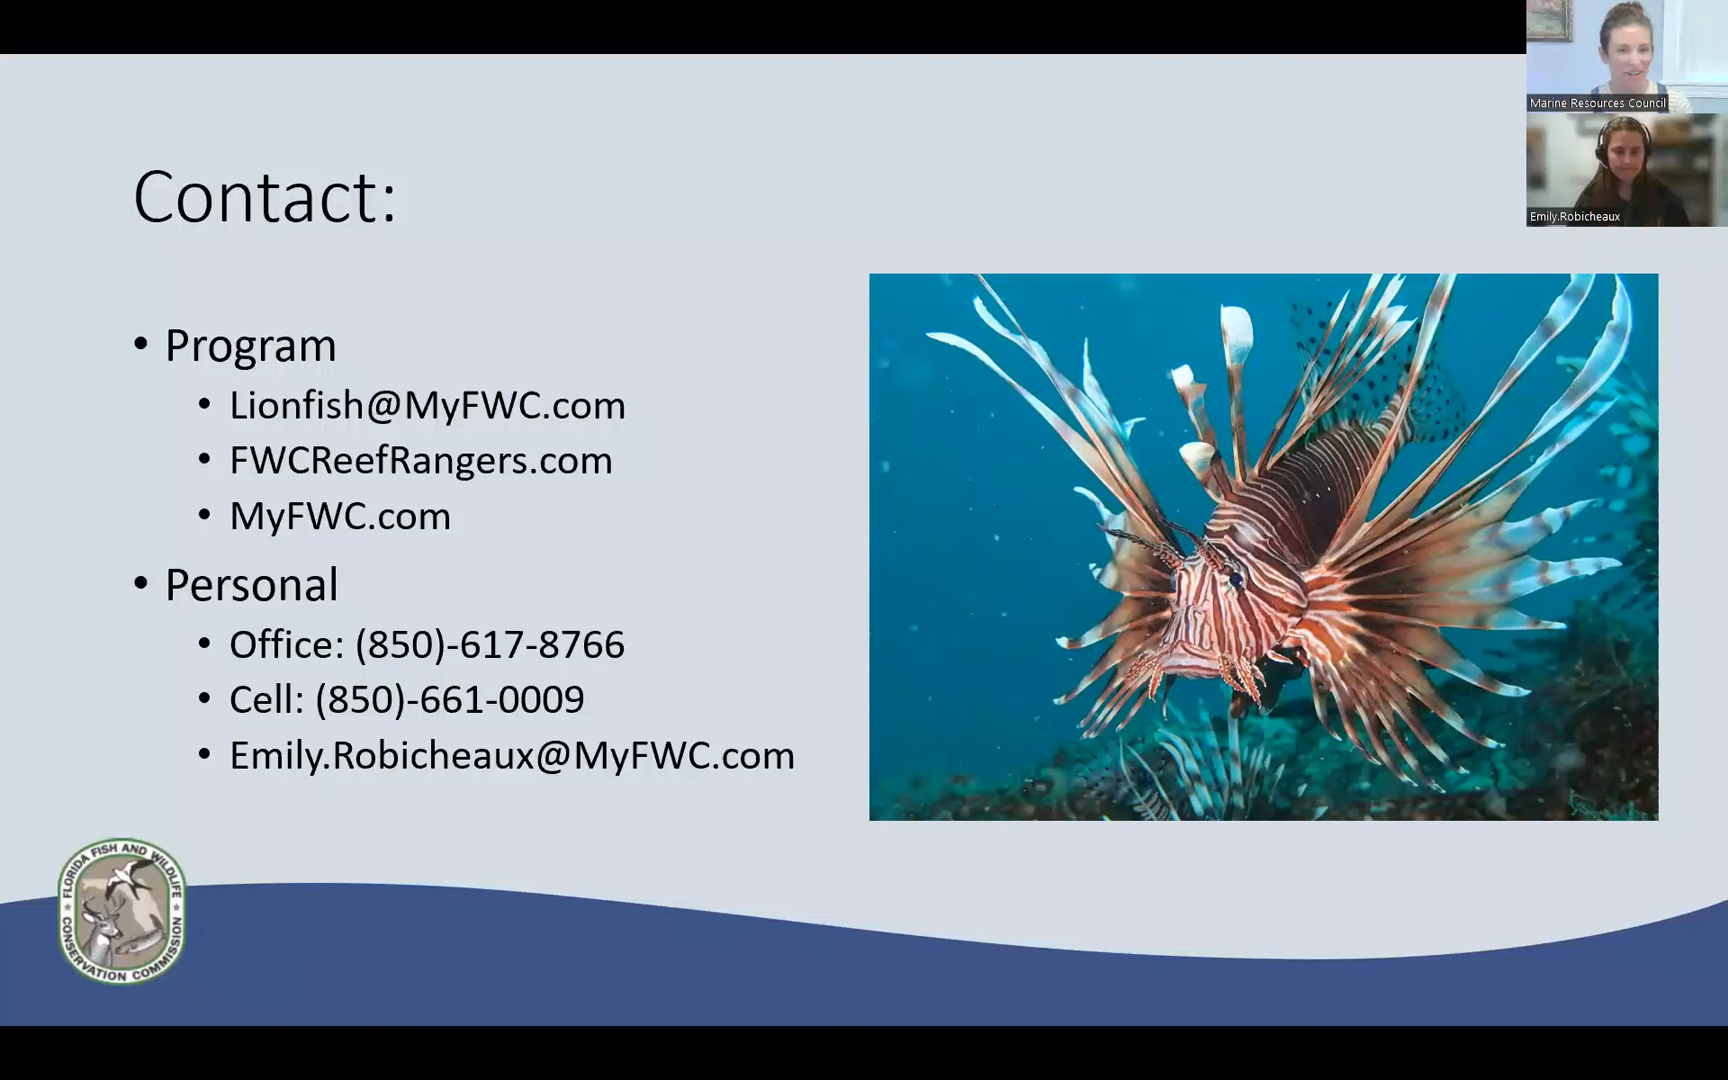 Marine Resources Council
Emily.Robicheaux
Contact:
• Program
• Lionfish@MyFWC.com
• FWCReefRangers.com
• MyFWC.com
• Personal
• Office: (850)-617-8766
• Cell: (850)-661-0009
• Emily.Robicheaux@MyFWC.com
FLORIDA FISH AND WILDLIFE
CONSERVATION COMMISSION